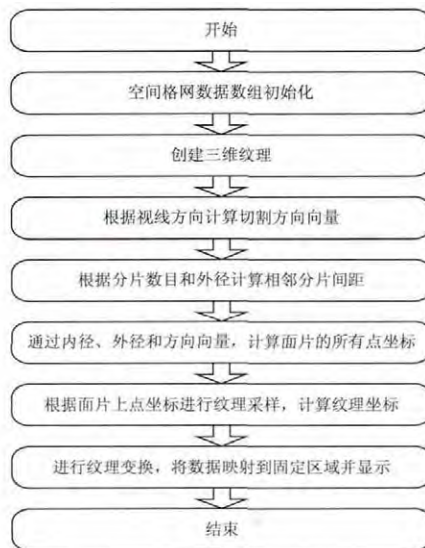 开始
空间格网数据数组初始化
创建三维纹理
根据视线方向计算切割方向向量
根据分片数目和外径计算相邻分片间距
通过内径、外径和方向向量，计算面片的所有点坐标
根据面片上点坐标进行纹理采样，计算纹理坐标
进行纹理变换，将数据映射到固定区域并显示
结束